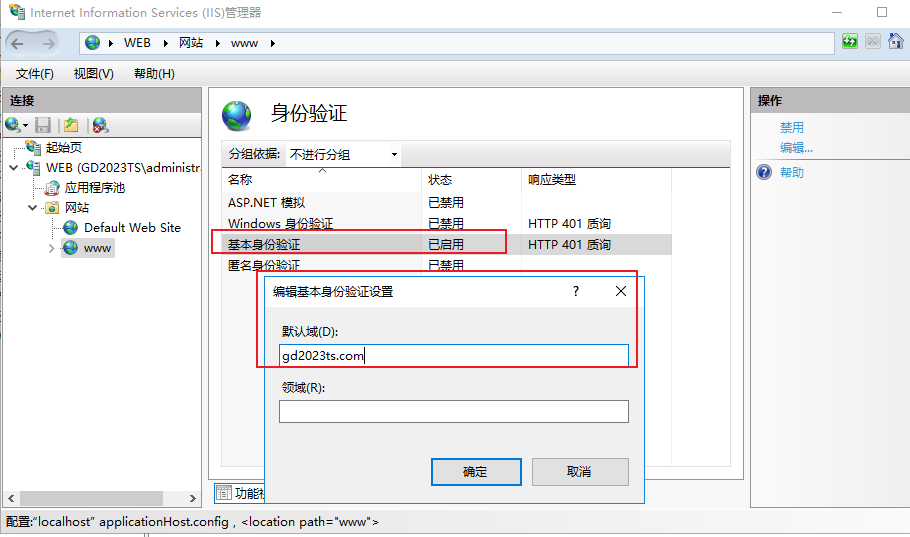 Internet Information Services (IIS)管理器
WEB 网站 www
文件(F) 视图(V) 帮助(H)
连接
起始页
WEB (GD2023TS\administra
应用程序池
网站
Default Web Site
www
身份验证
分组依据: 不进行分组
名称 状态 响应类型
ASP.NET 模拟 已禁用
Windows 身份验证 已禁用 HTTP 401 质询
基本身份验证 已启用 HTTP 401 质询
匿名身份验证 已禁用
编辑基本身份验证设置 ?
默认域(D):
gd2023ts.com
领域(R):
确定 取消
功能
操作
禁用
编辑...
帮助
配置:"localhost" applicationHost.config , <location path="www">